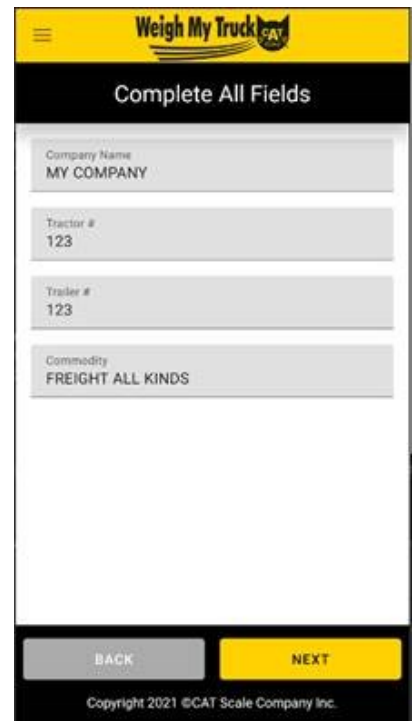 Weigh My Truck CAT
Complete All Fields
Company Name
MY COMPANY
Tractor #
123
Trailer #
123
Commodity
FREIGHT ALL KINDS
BACK NEXT
Copyright 2021 ©CAT Scale Company Inc.